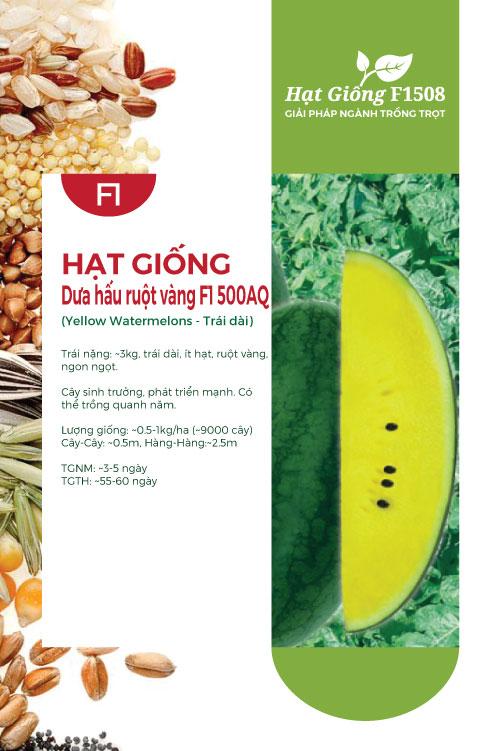 Hạt Giống F1508
GIẢI PHÁP NGÀNH TRỒNG TRỌT
F1
HẠT GIỐNG
Dưa hấu ruột vàng F1 500AQ
(Yellow Watermelons - Trái dài)
Trái nặng: ~3kg, trái dài, ít hạt, ruột vàng,
ngon ngọt.
Cây sinh trưởng, phát triển mạnh. Có
thể trồng quanh năm.
Lượng giống: ~0.5-1kg/ha (~9000 cây)
Cây-Cây: ~0.5m, Hàng-Hàng:~2.5m
TGNM: ~3-5 ngày
TGTH: ~55-60 ngày